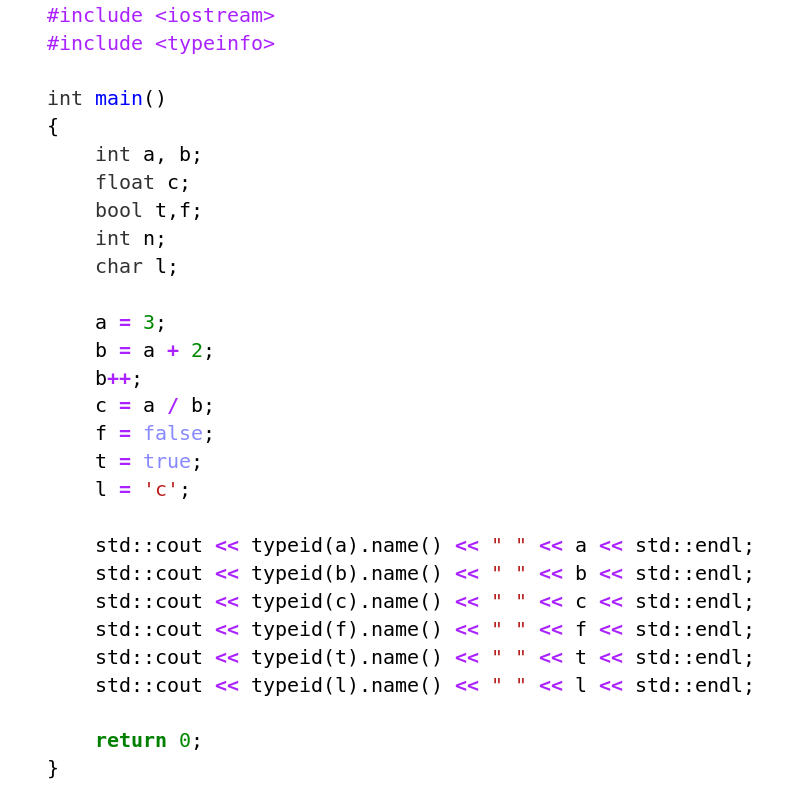 #include <iostream>
#include <typeinfo>

int main()
{
    int a, b;
    float c;
    bool t,f;
    int n;
    char l;

    a = 3;
    b = a + 2;
    b++;
    c = a / b;
    f = false;
    t = true;
    l = 'c';

    std::cout << typeid(a).name() << " " << a << std::endl;
    std::cout << typeid(b).name() << " " << b << std::endl;
    std::cout << typeid(c).name() << " " << c << std::endl;
    std::cout << typeid(f).name() << " " << f << std::endl;
    std::cout << typeid(t).name() << " " << t << std::endl;
    std::cout << typeid(l).name() << " " << l << std::endl;

    return 0;
}